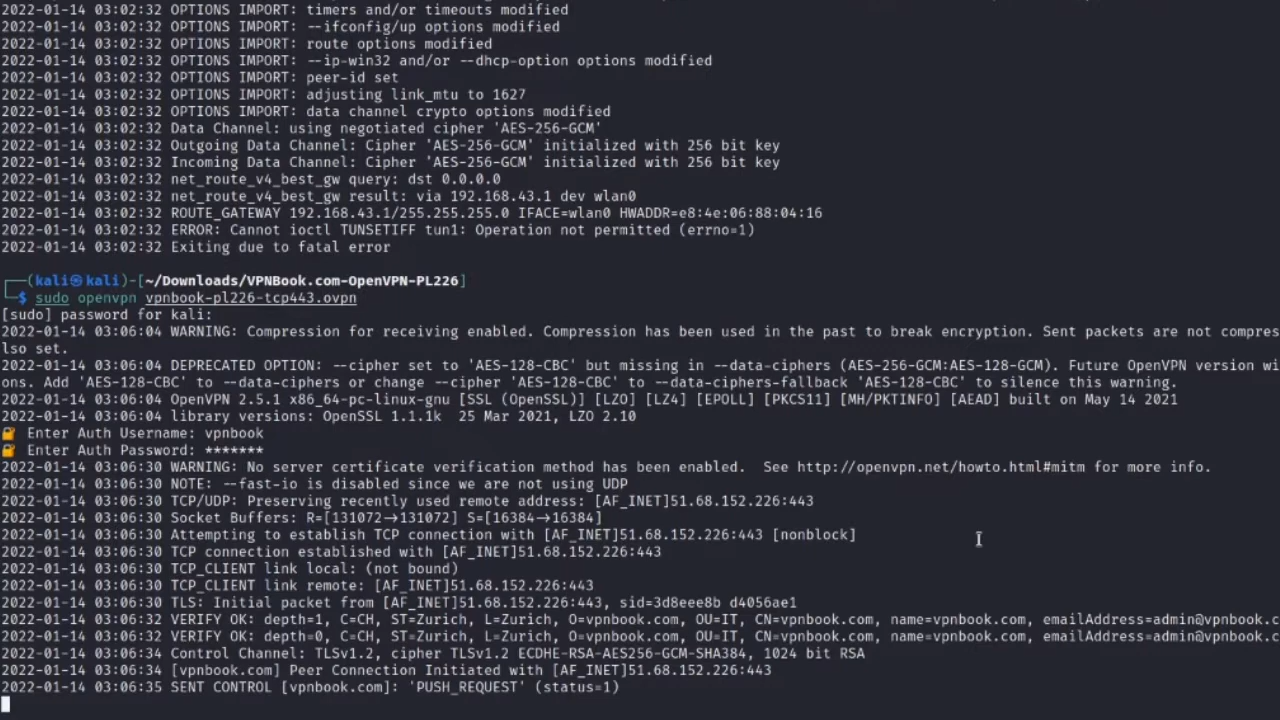 2022-01-14 03:02:32 OPTIONS IMPORT: timers and/or timeouts modified
2022-01-14 03:02:32 OPTIONS IMPORT: --ifconfig/up options modified
2022-01-14 03:02:32 OPTIONS IMPORT: route options modified
2022-01-14 03:02:32 OPTIONS IMPORT: --ip-win32 and/or --dhcp-option options modified
2022-01-14 03:02:32 OPTIONS IMPORT: peer-id set
2022-01-14 03:02:32 OPTIONS IMPORT: adjusting link_mtu to 1627
2022-01-14 03:02:32 OPTIONS IMPORT: data channel crypto options modified
2022-01-14 03:02:32 Data Channel: using negotiated cipher 'AES-256-GCM'
2022-01-14 03:02:32 Outgoing Data Channel: Cipher 'AES-256-GCM' initialized with 256 bit key
2022-01-14 03:02:32 Incoming Data Channel: Cipher 'AES-256-GCM' initialized with 256 bit key
2022-01-14 03:02:32 net_route_v4_best_gw query: dst 0.0.0.0
2022-01-14 03:02:32 net_route_v4_best_gw result: via 192.168.43.1 dev wlan0
2022-01-14 03:02:32 ROUTE_GATEWAY 192.168.43.1/255.255.255.0 IFACE=wlan0 HWADDR=e8:4e:06:88:04:16
2022-01-14 03:02:32 ERROR: Cannot ioctl TUNSETIFF tun1: Operation not permitted (errno=1)
2022-01-14 03:02:32 Exiting due to fatal error
┌──(kali㉿kali)-[~/Downloads/VPNBook.com-OpenVPN-PL226]
└─$ sudo openvpn vpnbook-pl226-tcp443.ovpn
[sudo] password for kali:
2022-01-14 03:06:04 WARNING: Compression for receiving enabled. Compression has been used in the past to break encryption. Sent packets are not compres
lso set.
2022-01-14 03:06:04 DEPRECATED OPTION: --cipher set to 'AES-128-CBC' but missing in --data-ciphers (AES-256-GCM:AES-128-GCM). Future OpenVPN version wi
ons. Add 'AES-128-CBC' to --data-ciphers or change --cipher 'AES-128-CBC' to --data-ciphers-fallback 'AES-128-CBC' to silence this warning.
2022-01-14 03:06:04 OpenVPN 2.5.1 x86_64-pc-linux-gnu [SSL (OpenSSL)] [LZO] [LZ4] [EPOLL] [PKCS11] [MH/PKTINFO] [AEAD] built on May 14 2021
2022-01-14 03:06:04 library versions: OpenSSL 1.1.1k  25 Mar 2021, LZO 2.10
🔐 Enter Auth Username: vpnbook
🔐 Enter Auth Password: *******
2022-01-14 03:06:30 WARNING: No server certificate verification method has been enabled.  See http://openvpn.net/howto.html#mitm for more info.
2022-01-14 03:06:30 NOTE: --fast-io is disabled since we are not using UDP
2022-01-14 03:06:30 TCP/UDP: Preserving recently used remote address: [AF_INET]51.68.152.226:443
2022-01-14 03:06:30 Socket Buffers: R=[131072→131072] S=[16384→16384]
2022-01-14 03:06:30 Attempting to establish TCP connection with [AF_INET]51.68.152.226:443 [nonblock]
2022-01-14 03:06:30 TCP connection established with [AF_INET]51.68.152.226:443
2022-01-14 03:06:30 TCP_CLIENT link local: (not bound)
2022-01-14 03:06:30 TCP_CLIENT link remote: [AF_INET]51.68.152.226:443
2022-01-14 03:06:30 TLS: Initial packet from [AF_INET]51.68.152.226:443, sid=3d8eee8b d4056ae1
2022-01-14 03:06:32 VERIFY OK: depth=1, C=CH, ST=Zurich, L=Zurich, O=vpnbook.com, OU=IT, CN=vpnbook.com, name=vpnbook.com, emailAddress=admin@vpnbook.c
2022-01-14 03:06:32 VERIFY OK: depth=0, C=CH, ST=Zurich, L=Zurich, O=vpnbook.com, OU=IT, CN=vpnbook.com, name=vpnbook.com, emailAddress=admin@vpnbook.c
2022-01-14 03:06:34 Control Channel: TLSv1.2, cipher TLSv1.2 ECDHE-RSA-AES256-GCM-SHA384, 1024 bit RSA
2022-01-14 03:06:34 [vpnbook.com] Peer Connection Initiated with [AF_INET]51.68.152.226:443
2022-01-14 03:06:35 SENT CONTROL [vpnbook.com]: 'PUSH_REQUEST' (status=1)